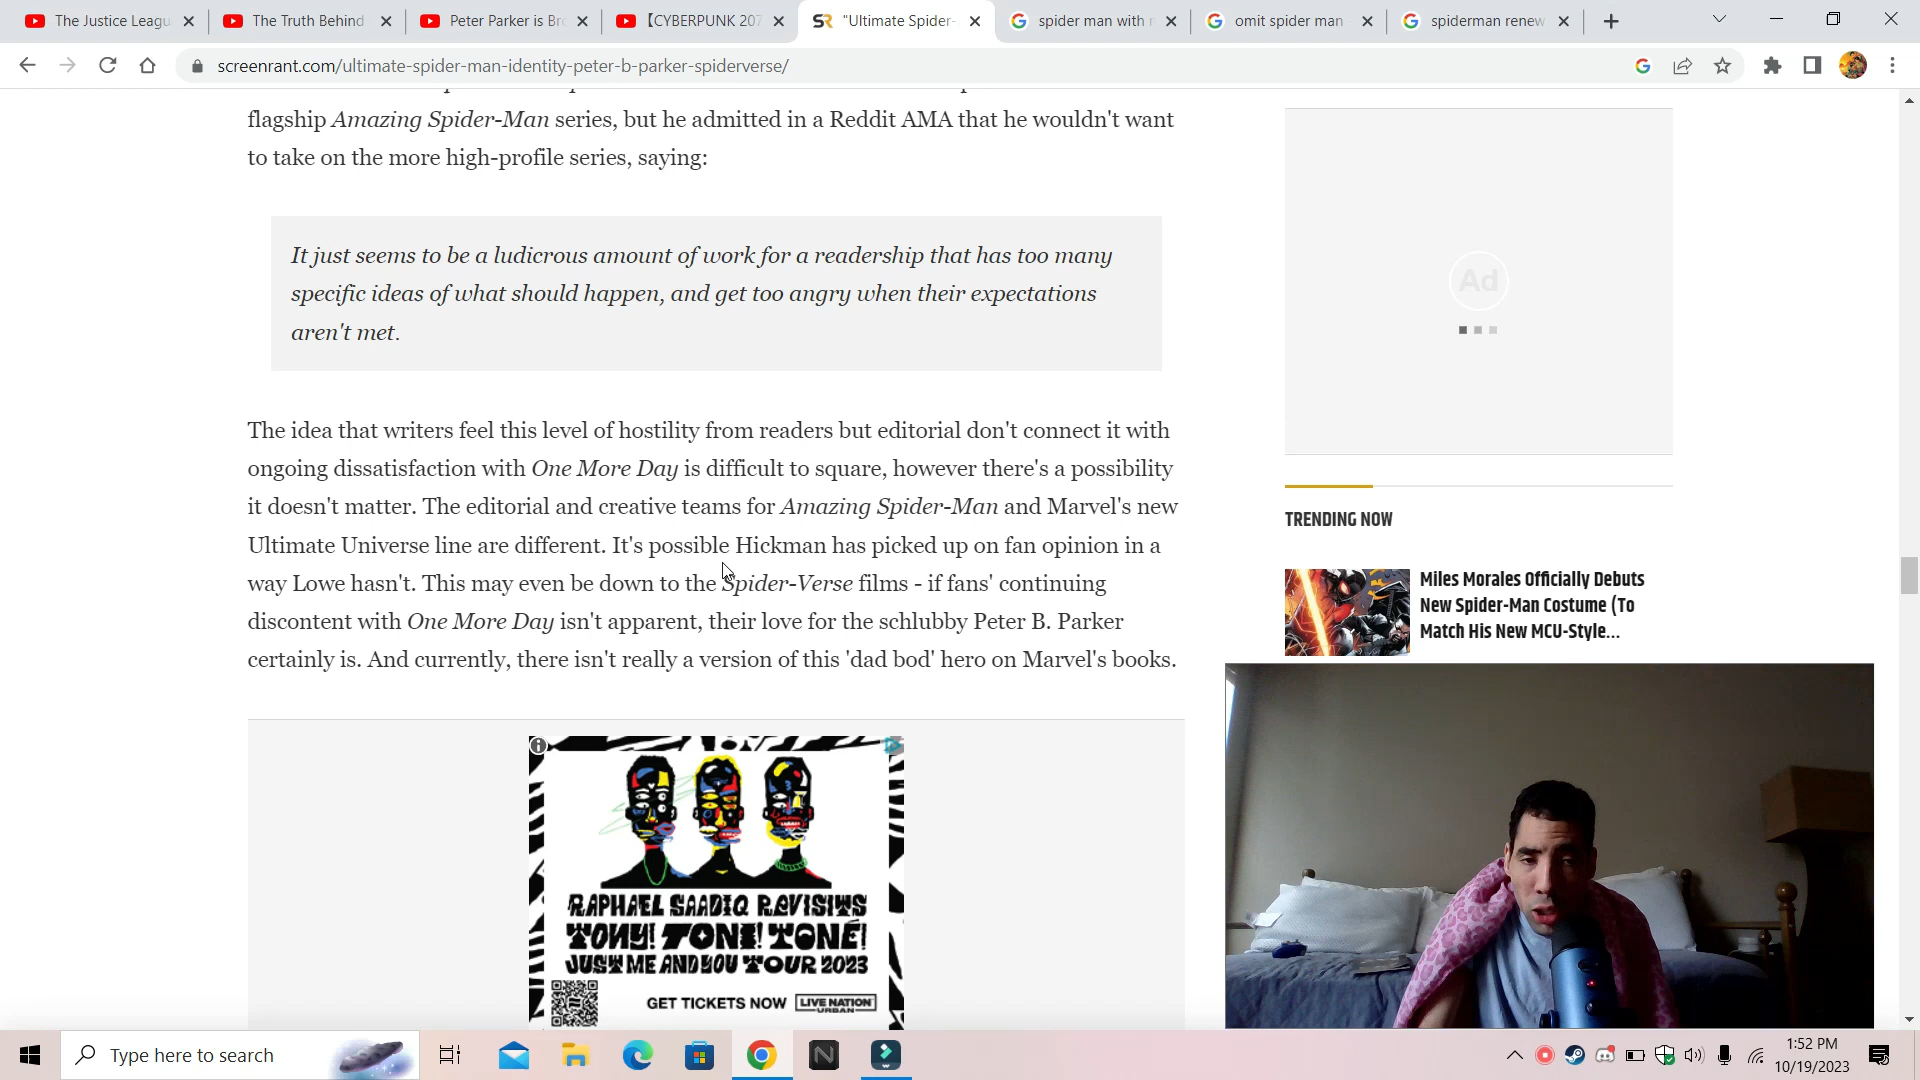 The Justice Leagu
The Truth Behind
Peter Parker is Br
【CYBERPUNK 207
"Ultimate Spider-
spider man with
omit spider man
spiderman renew
screenrant.com/ultimate-spider-man-identity-peter-b-parker-spiderverse/
flagship Amazing Spider-Man series, but he admitted in a Reddit AMA that he wouldn't want
to take on the more high-profile series, saying:
It just seems to be a ludicrous amount of work for a readership that has too many
specific ideas of what should happen, and get too angry when their expectations
aren't met.
The idea that writers feel this level of hostility from readers but editorial don't connect it with
ongoing dissatisfaction with One More Day is difficult to square, however there's a possibility
it doesn't matter. The editorial and creative teams for Amazing Spider-Man and Marvel's new
Ultimate Universe line are different. It's possible Hickman has picked up on fan opinion in a
way Lowe hasn't. This may even be down to the Spider-Verse films - if fans' continuing
discontent with One More Day isn't apparent, their love for the schlubby Peter B. Parker
certainly is. And currently, there isn't really a version of this 'dad bod' hero on Marvel's books.
Ad
TRENDING NOW
Miles Morales Officially Debuts
New Spider-Man Costume (To
Match His New MCU-Style...
RAPHAEL SAADIQ REVISITS
TONY! TONI! TONÉ!
JUST ME AND YOU TOUR 2023
GET TICKETS NOW
LIVE NATION
URBAN
Type here to search
1:52 PM
10/19/2023